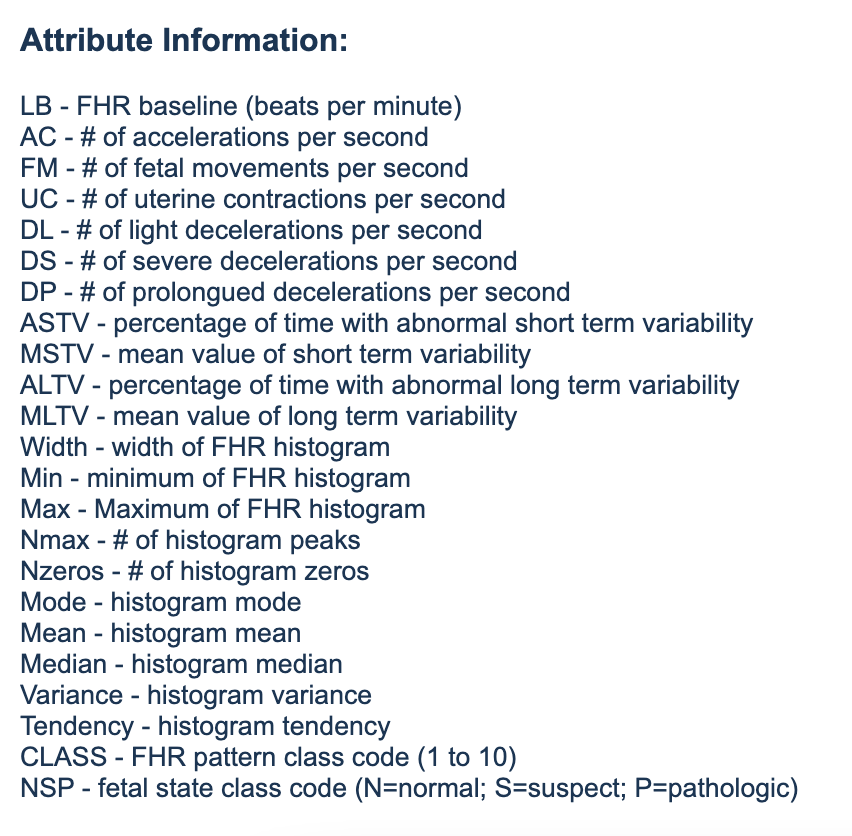 Attribute Information:
LB - FHR baseline (beats per minute)
AC - # of accelerations per second
FM - # of fetal movements per second
UC - # of uterine contractions per second
DL - # of light decelerations per second
DS - # of severe decelerations per second
DP - # of prolongued decelerations per second
ASTV - percentage of time with abnormal short term variability
MSTV - mean value of short term variability
ALTV - percentage of time with abnormal long term variability
MLTV - mean value of long term variability
Width - width of FHR histogram
Min - minimum of FHR histogram
Max - Maximum of FHR histogram
Nmax - # of histogram peaks
Nzeros - # of histogram zeros
Mode - histogram mode
Mean - histogram mean
Median - histogram median
Variance - histogram variance
Tendency - histogram tendency
CLASS - FHR pattern class code (1 to 10)
NSP - fetal state class code (N=normal; S=suspect; P=pathologic)